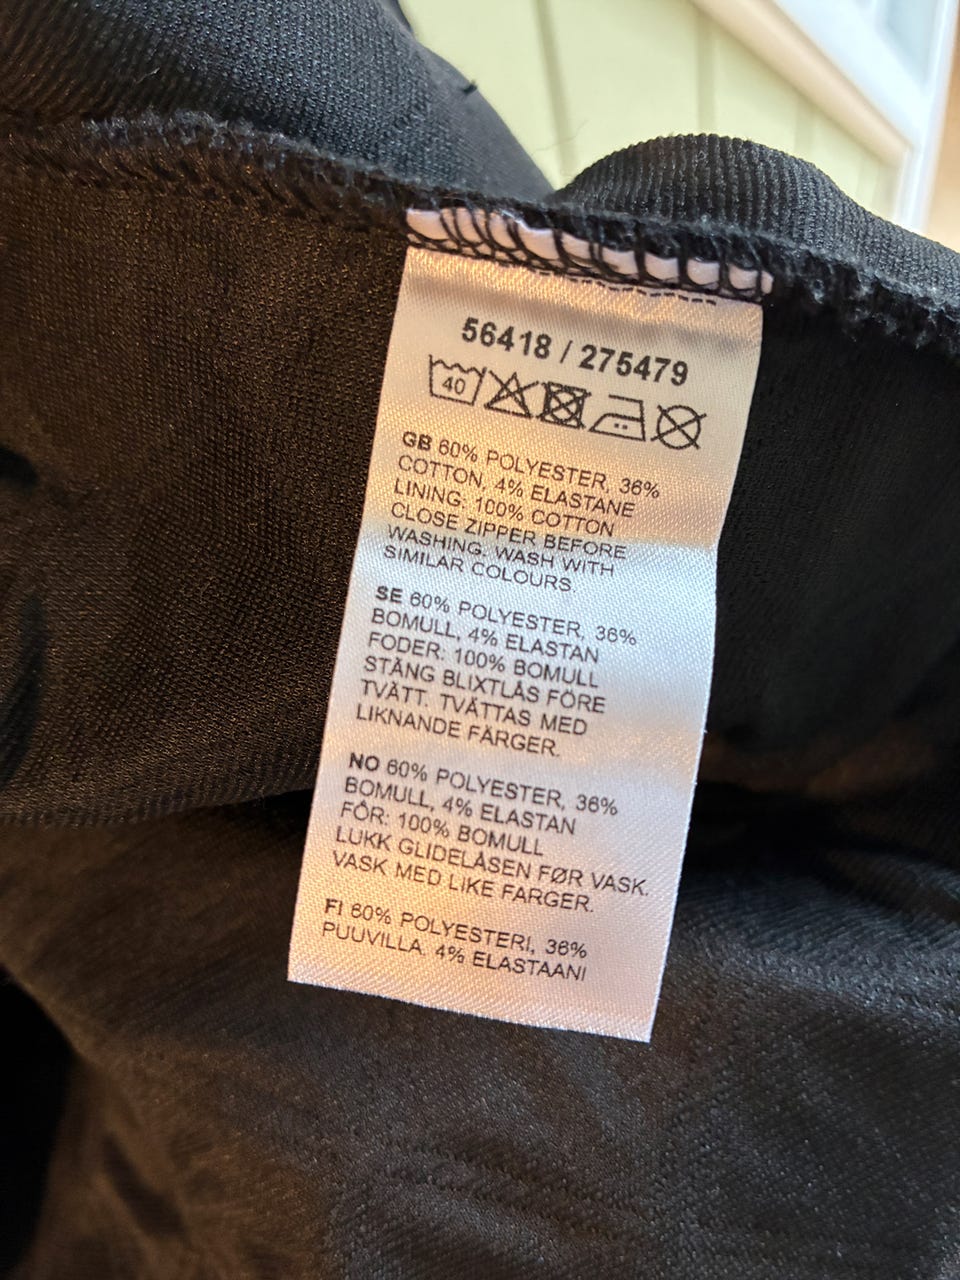 56418 / 275479
40
GB 60% POLYESTER, 36%
COTTON, 4% ELASTANE
LINING: 100% COTTON
CLOSE ZIPPER BEFORE
WASHING. WASH WITH
SIMILAR COLOURS.
SE 60% POLYESTER, 36%
BOMULL, 4% ELASTAN
FODER: 100% BOMULL
STÄNG BLIXTLÅS FÖRE
TVÄTT. TVÄTTAS MED
LIKNANDE FÄRGER.
NO 60% POLYESTER, 36%
BOMULL, 4% ELASTAN
FÔR: 100% BOMULL
LUKK GLIDELÅSEN FØR VASK.
VASK MED LIKE FARGER.
FI 60% POLYESTERI, 36%
PUUVILLA. 4% ELASTAANI